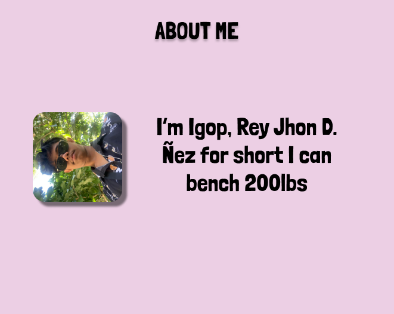 ABOUT ME
I'm Igop, Rey Jhon D.
Ñez for short I can
bench 200lbs